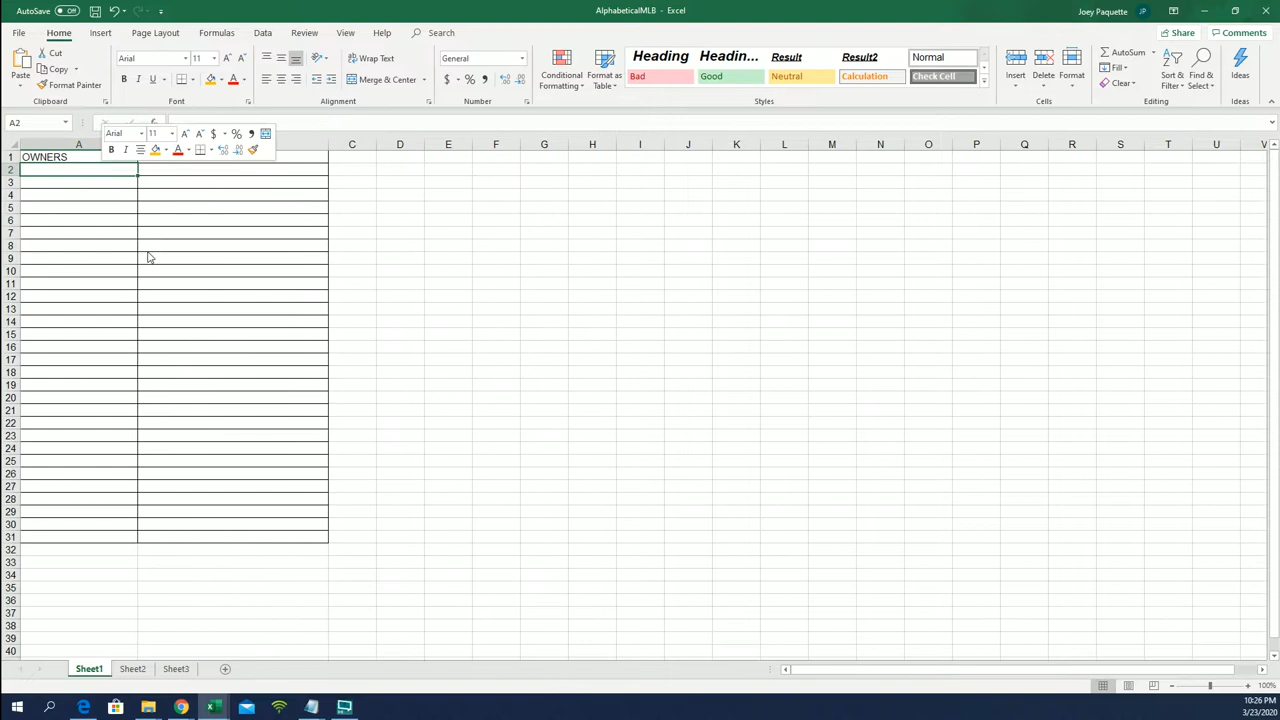 AutoSave Off
AlphabeticalMLB - Excel
Joey Paquette JP
File Home Insert Page Layout Formulas Data Review View Help Search
Share Comments
Paste
Cut
Copy
Format Painter
Clipboard
Arial 11
B I U
Font
Wrap Text
Merge & Center
Alignment
General
$ % ,
Number
Conditional Formatting
Format as Table
Heading Headin... Result Result2 Normal
Bad Good Neutral Calculation Check Cell
Styles
Insert Delete Format
Cells
AutoSum
Fill
Clear
Sort & Filter
Find & Select
Editing
Ideas
A2
Arial 11 $ % ,
B I
A C D E F G H I J K L M N O P Q R S T U V
1 OWNERS
2
3
4
5
6
7
8
9
10
11
12
13
14
15
16
17
18
19
20
21
22
23
24
25
26
27
28
29
30
31
32
33
34
35
36
37
38
39
40
Sheet1 Sheet2 Sheet3
100%
10:26 PM
3/23/2020